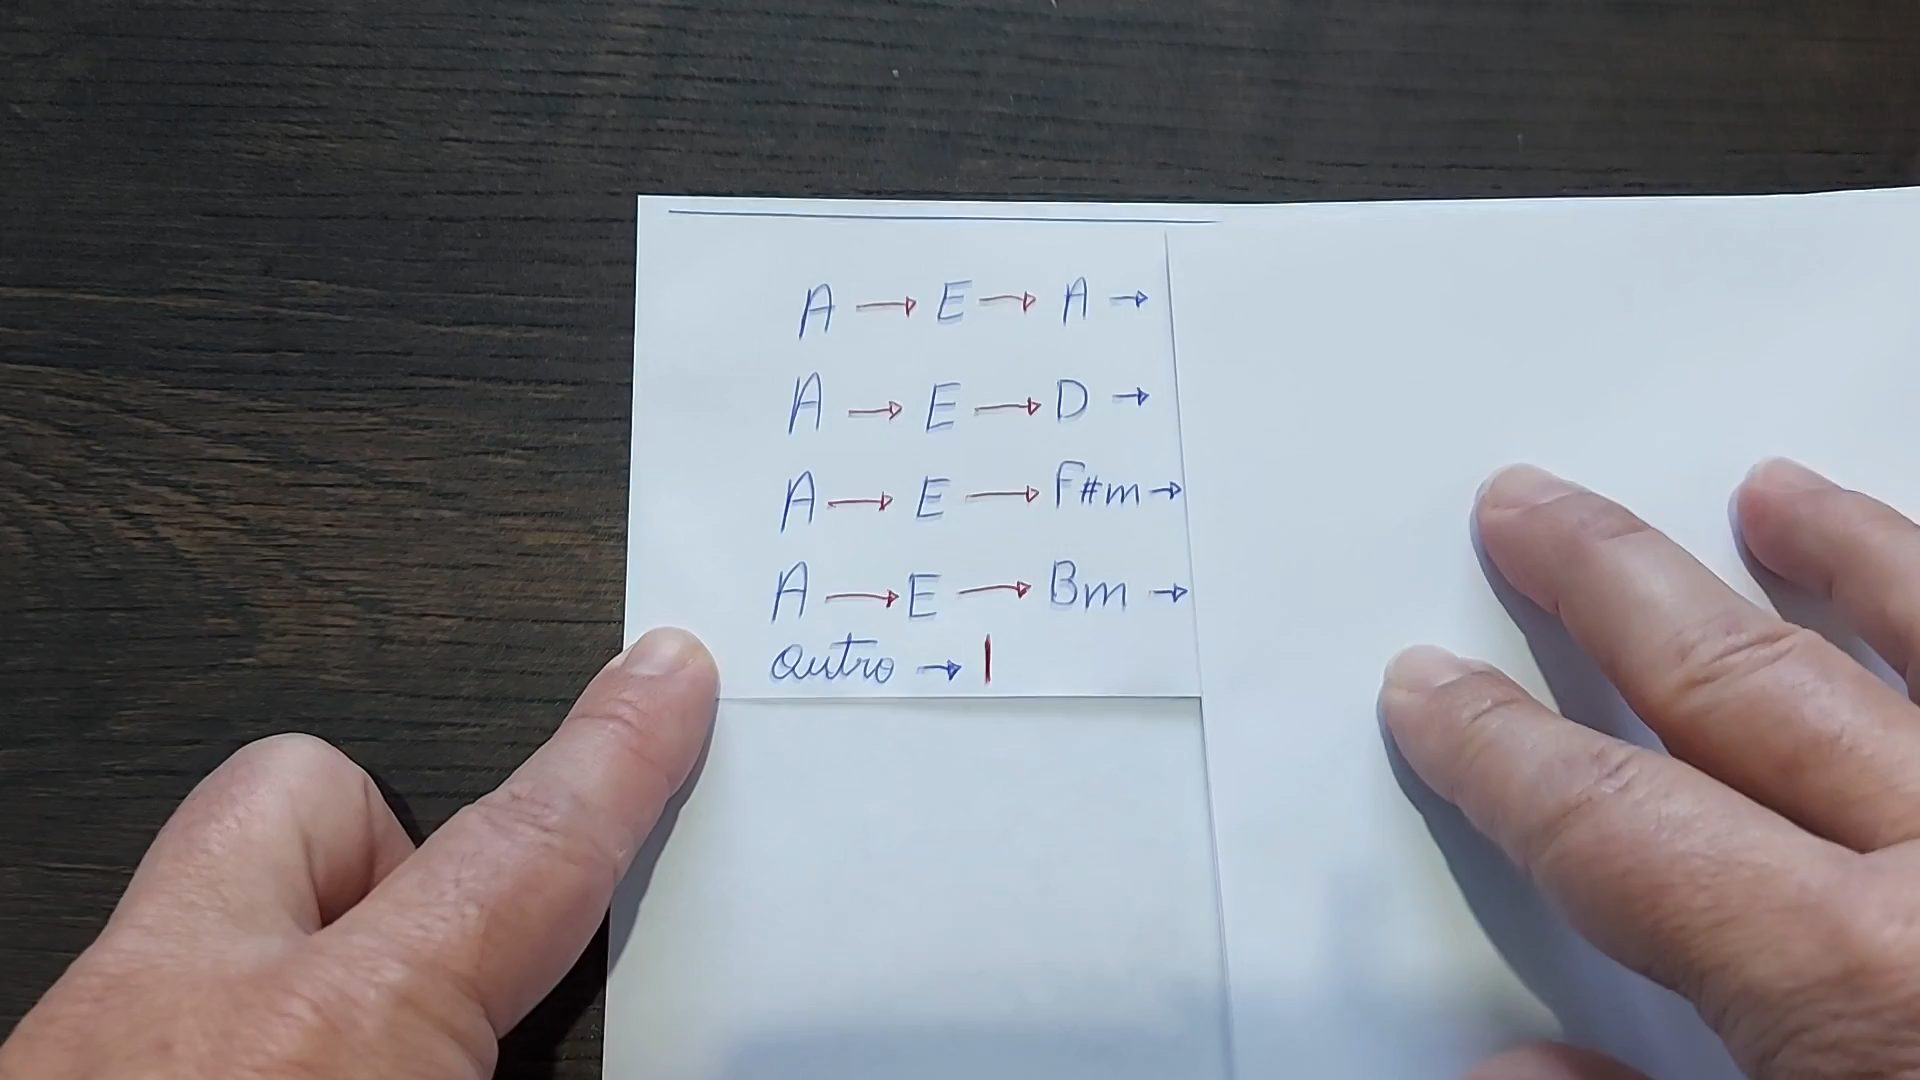 A → E → A →
A → E → D →
A → E → F#m →
A → E → Bm →
Outro → |